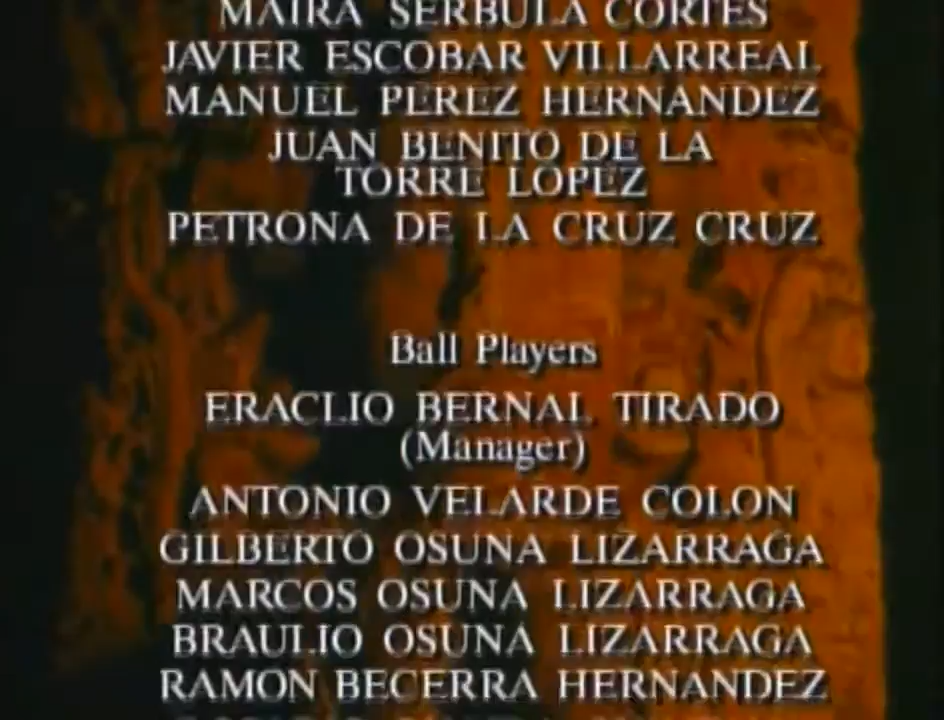 MAIRA SERBULA CORTES
JAVIER ESCOBAR VILLARREAL
MANUEL PEREZ HERNANDEZ
JUAN BENITO DE LA
TORRE LOPEZ
PETRONA DE LA CRUZ CRUZ
Ball Players
ERACLIO BERNAL TIRADO
(Manager)
ANTONIO VELARDE COLON
GILBERTO OSUNA LIZARRAGA
MARCOS OSUNA LIZARRAGA
BRAULIO OSUNA LIZARRAGA
RAMON BECERRA HERNANDEZ